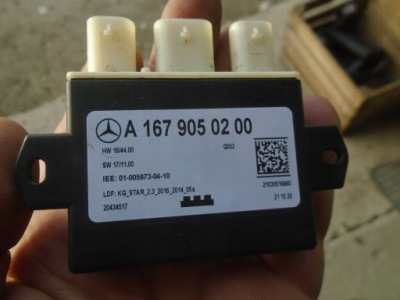 A 167 905 02 00
HW 16/44.00
Q003
SW 17/11.00
IEE: 01-005973-04-10
LDF: KG_STAR_2.3_2016_2014_05a
21 10 20
20434517